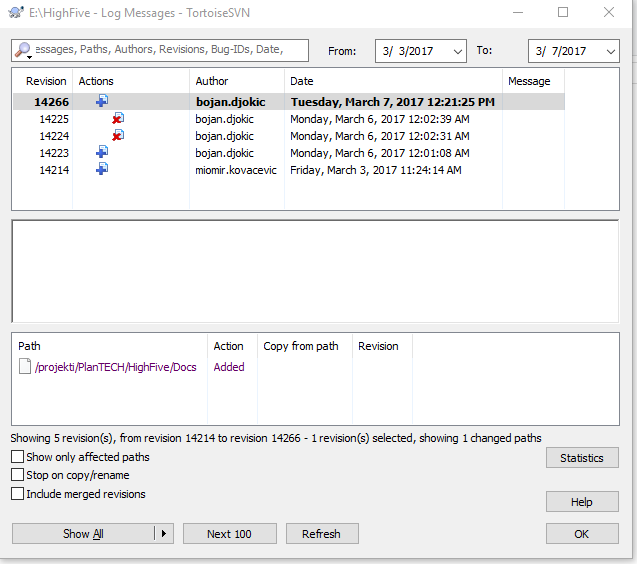 E:\HighFive - Log Messages - TortoiseSVN
essages, Paths, Authors, Revisions, Bug-IDs, Date, From: 3/ 3/2017 To: 3/ 7/2017
Revision Actions Author Date Message
14266 bojan.djokic Tuesday, March 7, 2017 12:21:25 PM
14225 bojan.djokic Monday, March 6, 2017 12:02:39 AM
14224 bojan.djokic Monday, March 6, 2017 12:02:31 AM
14223 bojan.djokic Monday, March 6, 2017 12:01:08 AM
14214 miomir.kovacevic Friday, March 3, 2017 11:24:14 AM
Path Action Copy from path Revision
/projekti/PlanTECH/HighFive/Docs Added
Showing 5 revision(s), from revision 14214 to revision 14266 - 1 revision(s) selected, showing 1 changed paths
Show only affected paths Statistics
Stop on copy/rename
Include merged revisions Help
Show All Next 100 Refresh OK